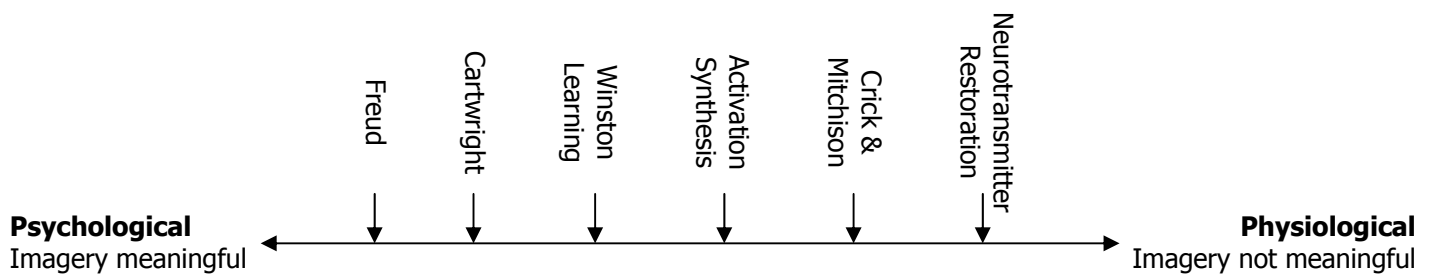 Freud
Cartwright
Winston
Learning
Activation
Synthesis
Crick &
Mitchison
Neurotransmitter
Restoration
Psychological
Imagery meaningful
Physiological
Imagery not meaningful